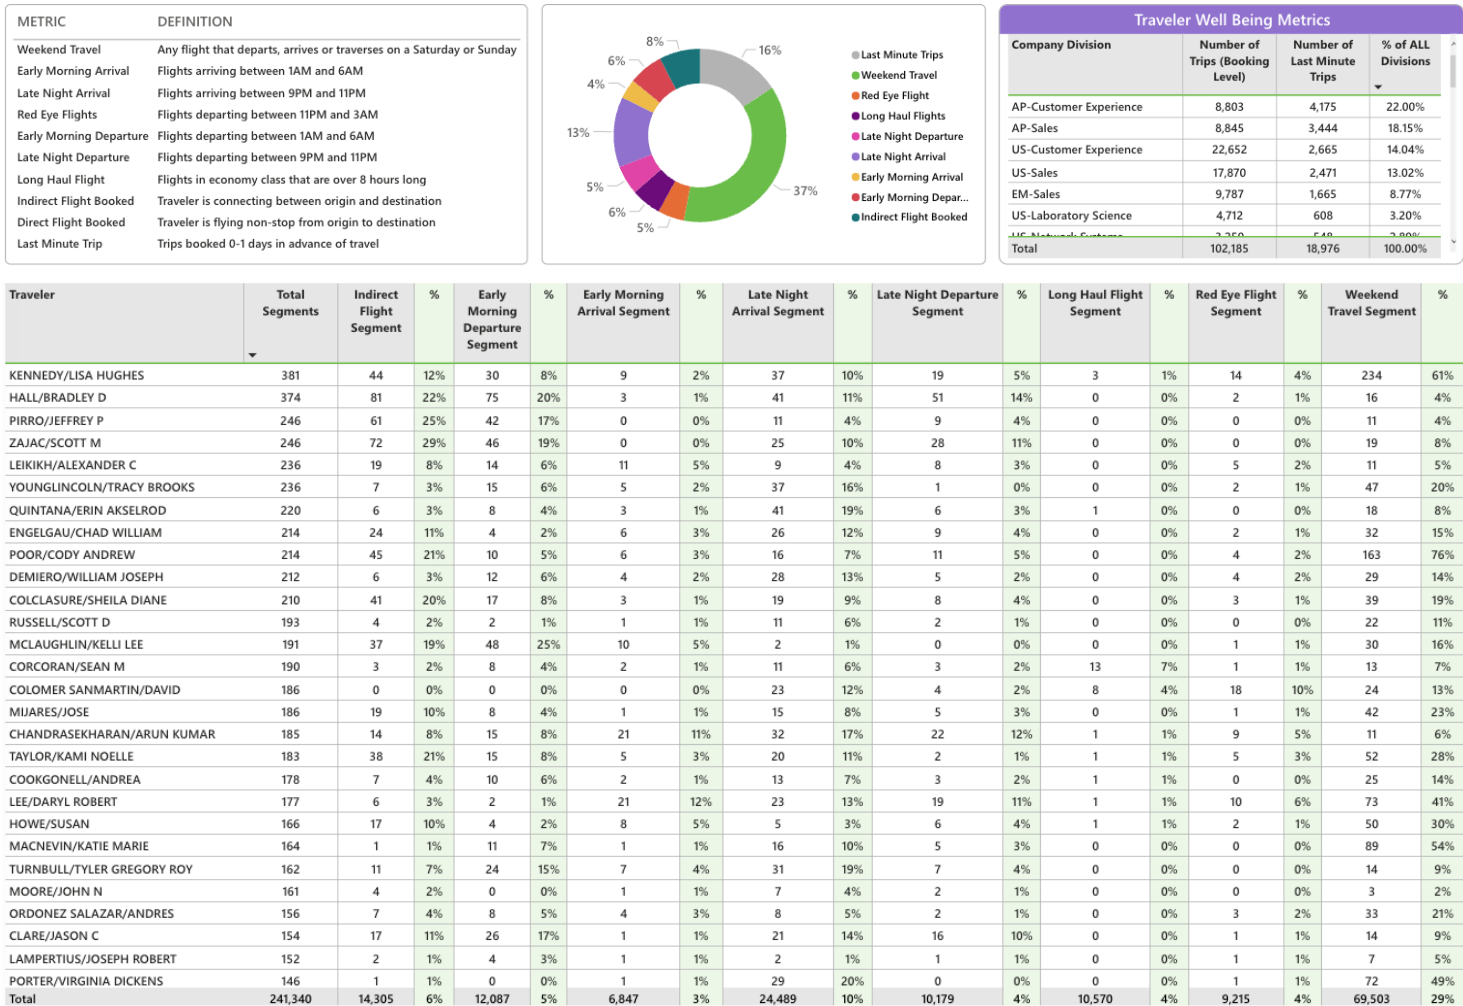 METRIC DEFINITION
Weekend Travel Any flight that departs, arrives or traverses on a Saturday or Sunday
Early Morning Arrival Flights arriving between 1AM and 6AM
Late Night Arrival Flights arriving between 9PM and 11PM
Red Eye Flights Flights departing between 11PM and 3AM
Early Morning Departure Flights departing between 1AM and 6AM
Late Night Departure Flights departing between 9PM and 11PM
Long Haul Flight Flights in economy class that are over 8 hours long
Indirect Flight Booked Traveler is connecting between origin and destination
Direct Flight Booked Traveler is flying non-stop from origin to destination
Last Minute Trip Trips booked 0-1 days in advance of travel
8%
16%
6%
4%
13%
5%
6%
5%
37%
Last Minute Trips
Weekend Travel
Red Eye Flight
Long Haul Flights
Late Night Departure
Late Night Arrival
Early Morning Arrival
Early Morning Depar...
Indirect Flight Booked
Traveler Well Being Metrics
Company Division Number of Trips (Booking Level) Number of Last Minute Trips % of ALL Divisions
AP-Customer Experience 8,803 4,175 22.00%
AP-Sales 8,845 3,444 18.15%
US-Customer Experience 22,652 2,665 14.04%
US-Sales 17,870 2,471 13.02%
EM-Sales 9,787 1,665 8.77%
US-Laboratory Science 4,712 608 3.20%
US-Network Systems
Total 102,185 18,976 100.00%
Traveler Total Segments Indirect Flight Segment % Early Morning Departure Segment % Early Morning Arrival Segment % Late Night Arrival Segment % Late Night Departure Segment % Long Haul Flight Segment % Red Eye Flight Segment % Weekend Travel Segment %
KENNEDY/LISA HUGHES 381 44 12% 30 8% 9 2% 37 10% 19 5% 3 1% 14 4% 234 61%
HALL/BRADLEY D 374 81 22% 75 20% 3 1% 41 11% 51 14% 0 0% 2 1% 16 4%
PIRRO/JEFFREY P 246 61 25% 42 17% 0 0% 11 4% 9 4% 0 0% 0 0% 11 4%
ZAJAC/SCOTT M 246 72 29% 46 19% 0 0% 25 10% 28 11% 0 0% 0 0% 19 8%
LEIKIKH/ALEXANDER C 236 19 8% 14 6% 11 5% 9 4% 8 3% 0 0% 5 2% 11 5%
YOUNGLINCOLN/TRACY BROOKS 236 7 3% 15 6% 5 2% 37 16% 1 0% 0 0% 2 1% 47 20%
QUINTANA/ERIN AKSELROD 220 6 3% 8 4% 3 1% 41 19% 6 3% 1 0% 0 0% 18 8%
ENGELGAU/CHAD WILLIAM 214 24 11% 4 2% 6 3% 26 12% 9 4% 0 0% 2 1% 32 15%
POOR/CODY ANDREW 214 45 21% 10 5% 6 3% 16 7% 11 5% 0 0% 4 2% 163 76%
DEMIERO/WILLIAM JOSEPH 212 6 3% 12 6% 4 2% 28 13% 5 2% 0 0% 4 2% 29 14%
COLCLASURE/SHEILA DIANE 210 41 20% 17 8% 3 1% 19 9% 8 4% 0 0% 3 1% 39 19%
RUSSELL/SCOTT D 193 4 2% 2 1% 1 1% 11 6% 2 1% 0 0% 0 0% 22 11%
MCLAUGHLIN/KELLI LEE 191 37 19% 48 25% 10 5% 2 1% 0 0% 0 0% 1 1% 30 16%
CORCORAN/SEAN M 190 3 2% 8 4% 2 1% 11 6% 3 2% 13 7% 1 1% 13 7%
COLOMER SANMARTIN/DAVID 186 0 0% 0 0% 0 0% 23 12% 4 2% 8 4% 18 10% 24 13%
MIJARES/JOSE 186 19 10% 8 4% 1 1% 15 8% 5 3% 0 0% 1 1% 42 23%
CHANDRASEKHARAN/ARUN KUMAR 185 14 8% 15 8% 21 11% 32 17% 22 12% 1 1% 9 5% 11 6%
TAYLOR/KAMI NOELLE 183 38 21% 15 8% 5 3% 20 11% 2 1% 1 1% 5 3% 52 28%
COOKGONELL/ANDREA 178 7 4% 10 6% 2 1% 13 7% 3 2% 1 1% 0 0% 25 14%
LEE/DARYL ROBERT 177 6 3% 2 1% 21 12% 23 13% 19 11% 1 1% 10 6% 73 41%
HOWE/SUSAN 166 17 10% 4 2% 8 5% 5 3% 6 4% 1 1% 2 1% 50 30%
MACNEVIN/KATIE MARIE 164 1 1% 11 7% 1 1% 16 10% 5 3% 0 0% 0 0% 89 54%
TURNBULL/TYLER GREGORY ROY 162 11 7% 24 15% 7 4% 31 19% 7 4% 0 0% 0 0% 14 9%
MOORE/JOHN N 161 4 2% 0 0% 1 1% 7 4% 2 1% 0 0% 0 0% 3 2%
ORDONEZ SALAZAR/ANDRES 156 7 4% 8 5% 4 3% 8 5% 2 1% 0 0% 3 2% 33 21%
CLARE/JASON C 154 17 11% 26 17% 1 1% 21 14% 16 10% 0 0% 1 1% 14 9%
LAMPERTIUS/JOSEPH ROBERT 152 2 1% 4 3% 1 1% 2 1% 1 1% 0 0% 1 1% 7 5%
PORTER/VIRGINIA DICKENS 146 1 1% 0 0% 1 1% 29 20% 0 0% 0 0% 1 1% 72 49%
Total 241,340 14,305 6% 12,087 5% 6,847 3% 24,489 10% 10,179 4% 10,570 4% 9,215 4% 69,503 29%